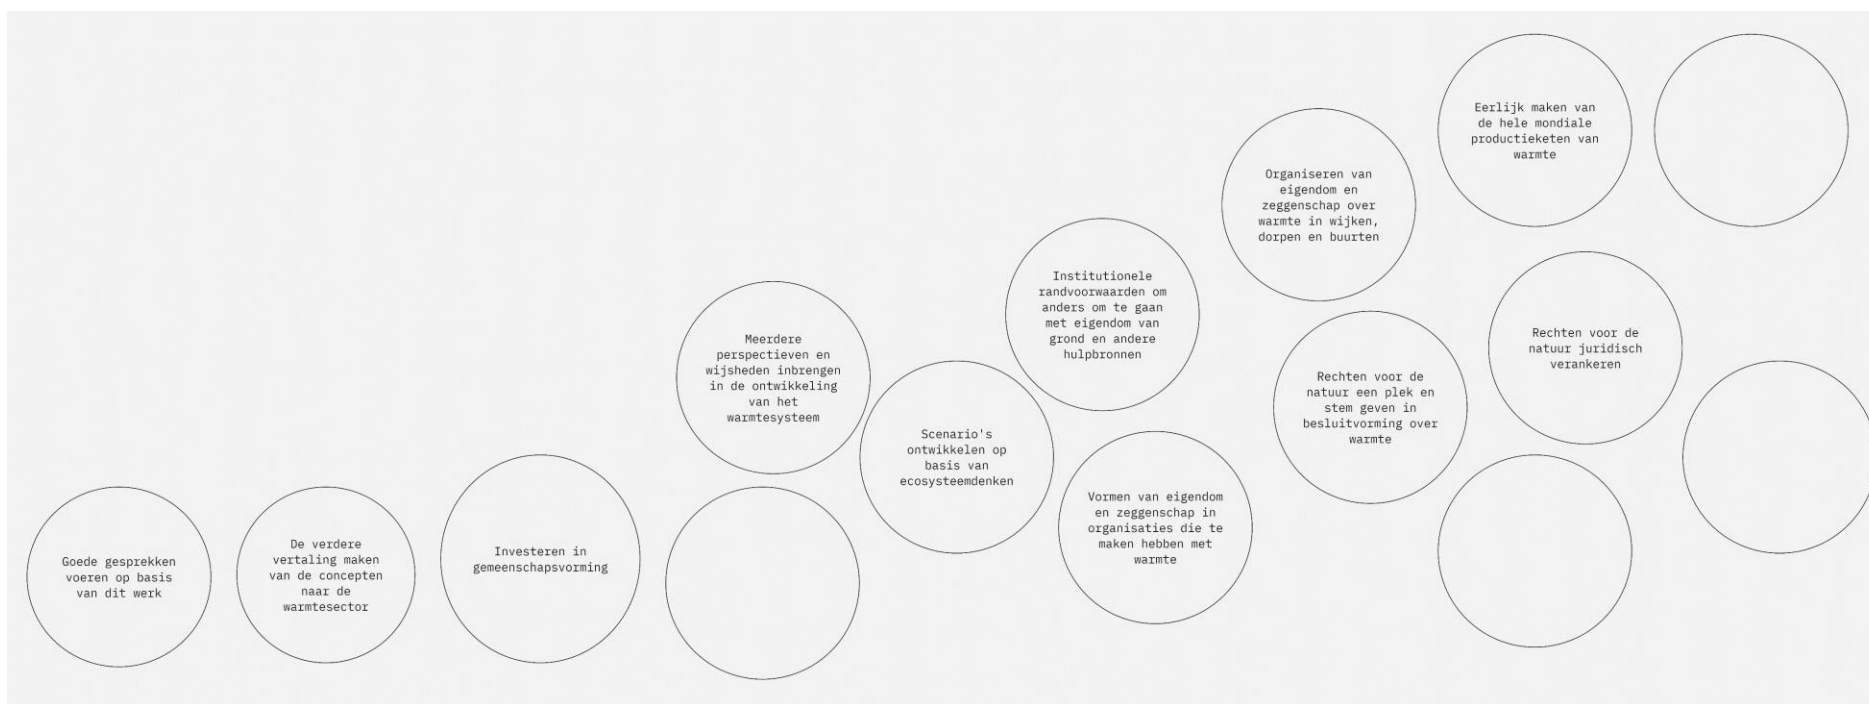 Goede gesprekken
voeren op basis
van dit werk
De verdere
vertaling maken
van de concepten
naar de
warmtesector
Investeren in
gemeenschapsvorming
Meerdere
perspectieven en
wijsheden inbrengen
in de ontwikkeling
van het
warmtesysteem
Scenario's
ontwikkelen op
basis van
ecosysteemdenken
Institutionele
randvoorwaarden om
anders om te gaan
met eigendom van
grond en andere
hulpbronnen
Vormen van eigendom
en zeggenschap in
organisaties die te
maken hebben met
warmte
Organiseren van
eigendom en
zeggenschap over
warmte in wijken,
dorpen en buurten
Rechten voor de
natuur een plek en
stem geven in
besluitvorming over
warmte
Eerlijk maken van
de hele mondiale
productieketen van
warmte
Rechten voor de
natuur juridisch
verankeren